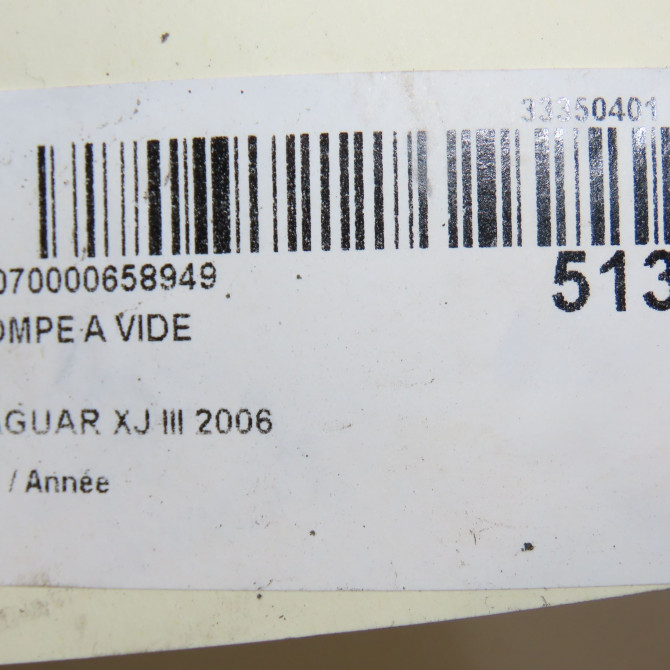 33350401
070000658949
513
OMPE A VIDE
AGUAR XJ III 2006
/ Année